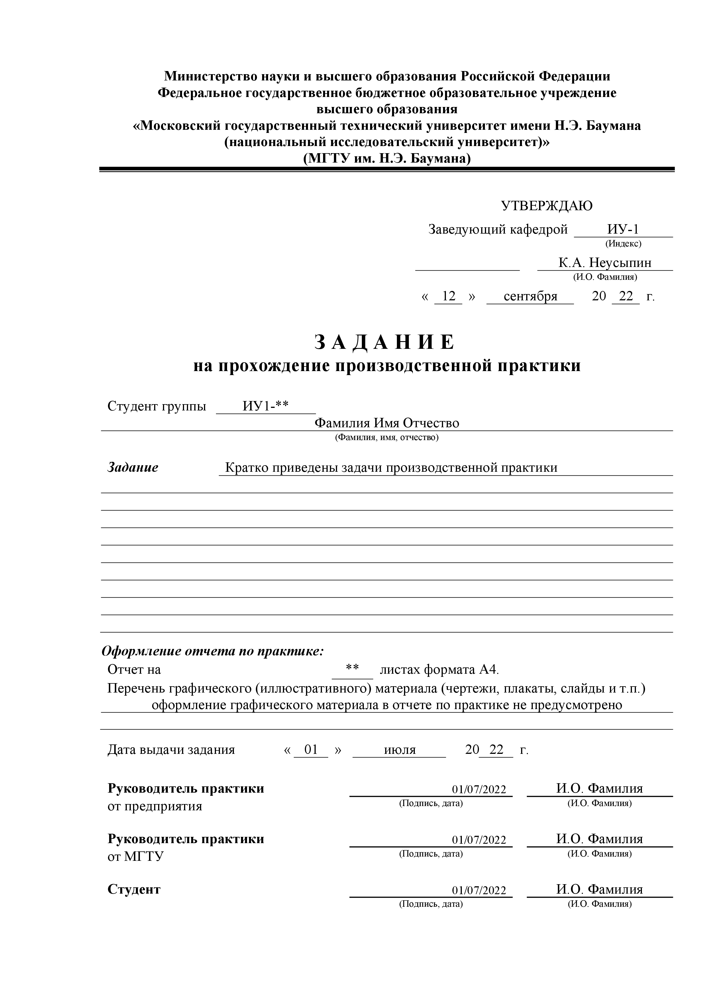 Министерство науки и высшего образования Российской Федерации
Федеральное государственное бюджетное образовательное учреждение
высшего образования
«Московский государственный технический университет имени Н.Э. Баумана
(национальный исследовательский университет)»
(МГТУ им. Н.Э. Баумана)
УТВЕРЖДАЮ
Заведующий кафедрой ИУ-1
(Индекс)
К.А. Неусыпин
(И.О. Фамилия)
« 12 » сентября 20 22 г.
З А Д А Н И Е
на прохождение производственной практики
Студент группы ИУ1-**
Фамилия Имя Отчество
(Фамилия, имя, отчество)
Задание Кратко приведены задачи производственной практики
Оформление отчета по практике:
Отчет на ** листах формата А4.
Перечень графического (иллюстративного) материала (чертежи, плакаты, слайды и т.п.)
оформление графического материала в отчете по практике не предусмотрено
Дата выдачи задания « 01 » июля 20 22 г.
Руководитель практики 01/07/2022 И.О. Фамилия
от предприятия (Подпись, дата) (И.О. Фамилия)
Руководитель практики 01/07/2022 И.О. Фамилия
от МГТУ (Подпись, дата) (И.О. Фамилия)
Студент 01/07/2022 И.О. Фамилия
(Подпись, дата) (И.О. Фамилия)